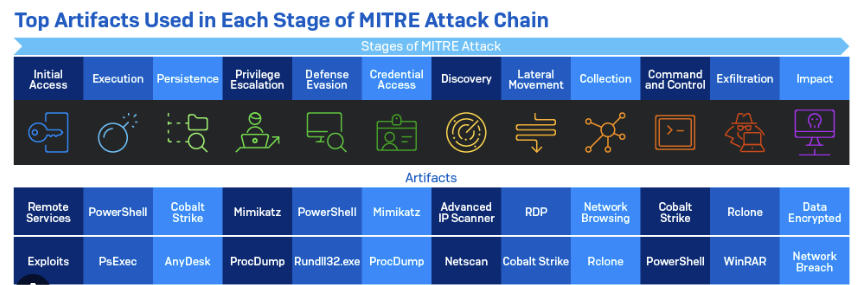 Top Artifacts Used in Each Stage of MITRE Attack Chain
Stages of MITRE Attack
Initial Access
Execution
Persistence
Privilege Escalation
Defense Evasion
Credential Access
Discovery
Lateral Movement
Collection
Command and Control
Exfiltration
Impact
Artifacts
Remote Services
PowerShell
Cobalt Strike
Mimikatz
PowerShell
Mimikatz
Advanced IP Scanner
RDP
Network Browsing
Cobalt Strike
Rclone
Data Encrypted
Exploits
PsExec
AnyDesk
ProcDump
Rundll32.exe
ProcDump
Netscan
Cobalt Strike
Rclone
PowerShell
WinRAR
Network Breach